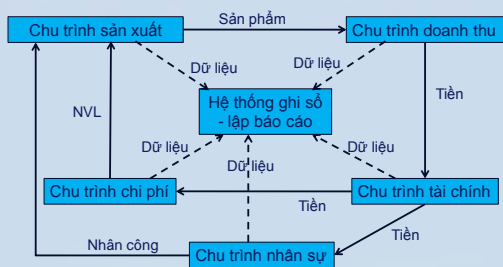 Sản phẩm
Chu trình sản xuất
Chu trình doanh thu
Dữ liệu
Dữ liệu
Tiền
NVL
Hệ thống ghi sổ
- lập báo cáo
Dữ liệu
Dữ liệu
Dữ liệu
Chu trình chi phí
Chu trình tài chính
Tiền
Tiền
Nhân công
Chu trình nhân sự